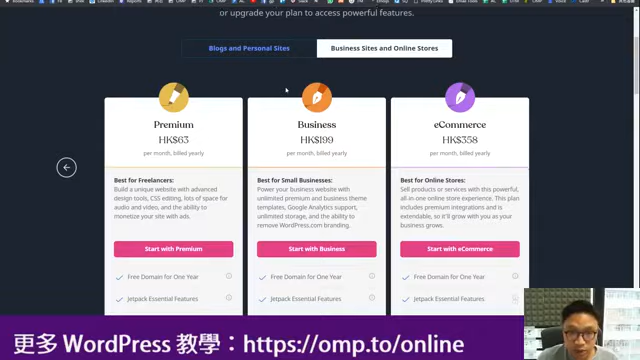 or upgrade your plan to access powerful features.
Blogs and Personal Sites
Business Sites and Online Stores
Premium
HK$63
per month, billed yearly
Best for Freelancers:
Build a unique website with advanced
design tools, CSS editing, lots of space for
audio and video, and the ability to
monetize your site with ads.
Start with Premium
Free Domain for One Year
Jetpack Essential Features
Business
HK$199
per month, billed yearly
Best for Small Businesses:
Power your business website with
unlimited premium and business theme
templates, Google Analytics support,
unlimited storage, and the ability to
remove WordPress.com branding.
Start with Business
Free Domain for One Year
Jetpack Essential Features
eCommerce
HK$358
per month, billed yearly
Best for Online Stores:
Sell products or services with this powerful,
all-in-one online store experience. This plan
includes premium integrations and is
extendable, so it'll grow with you as your
business grows.
Start with eCommerce
Free Domain for One Year
Jetpack Essential Features
更多 WordPress 教學：https://omp.to/online